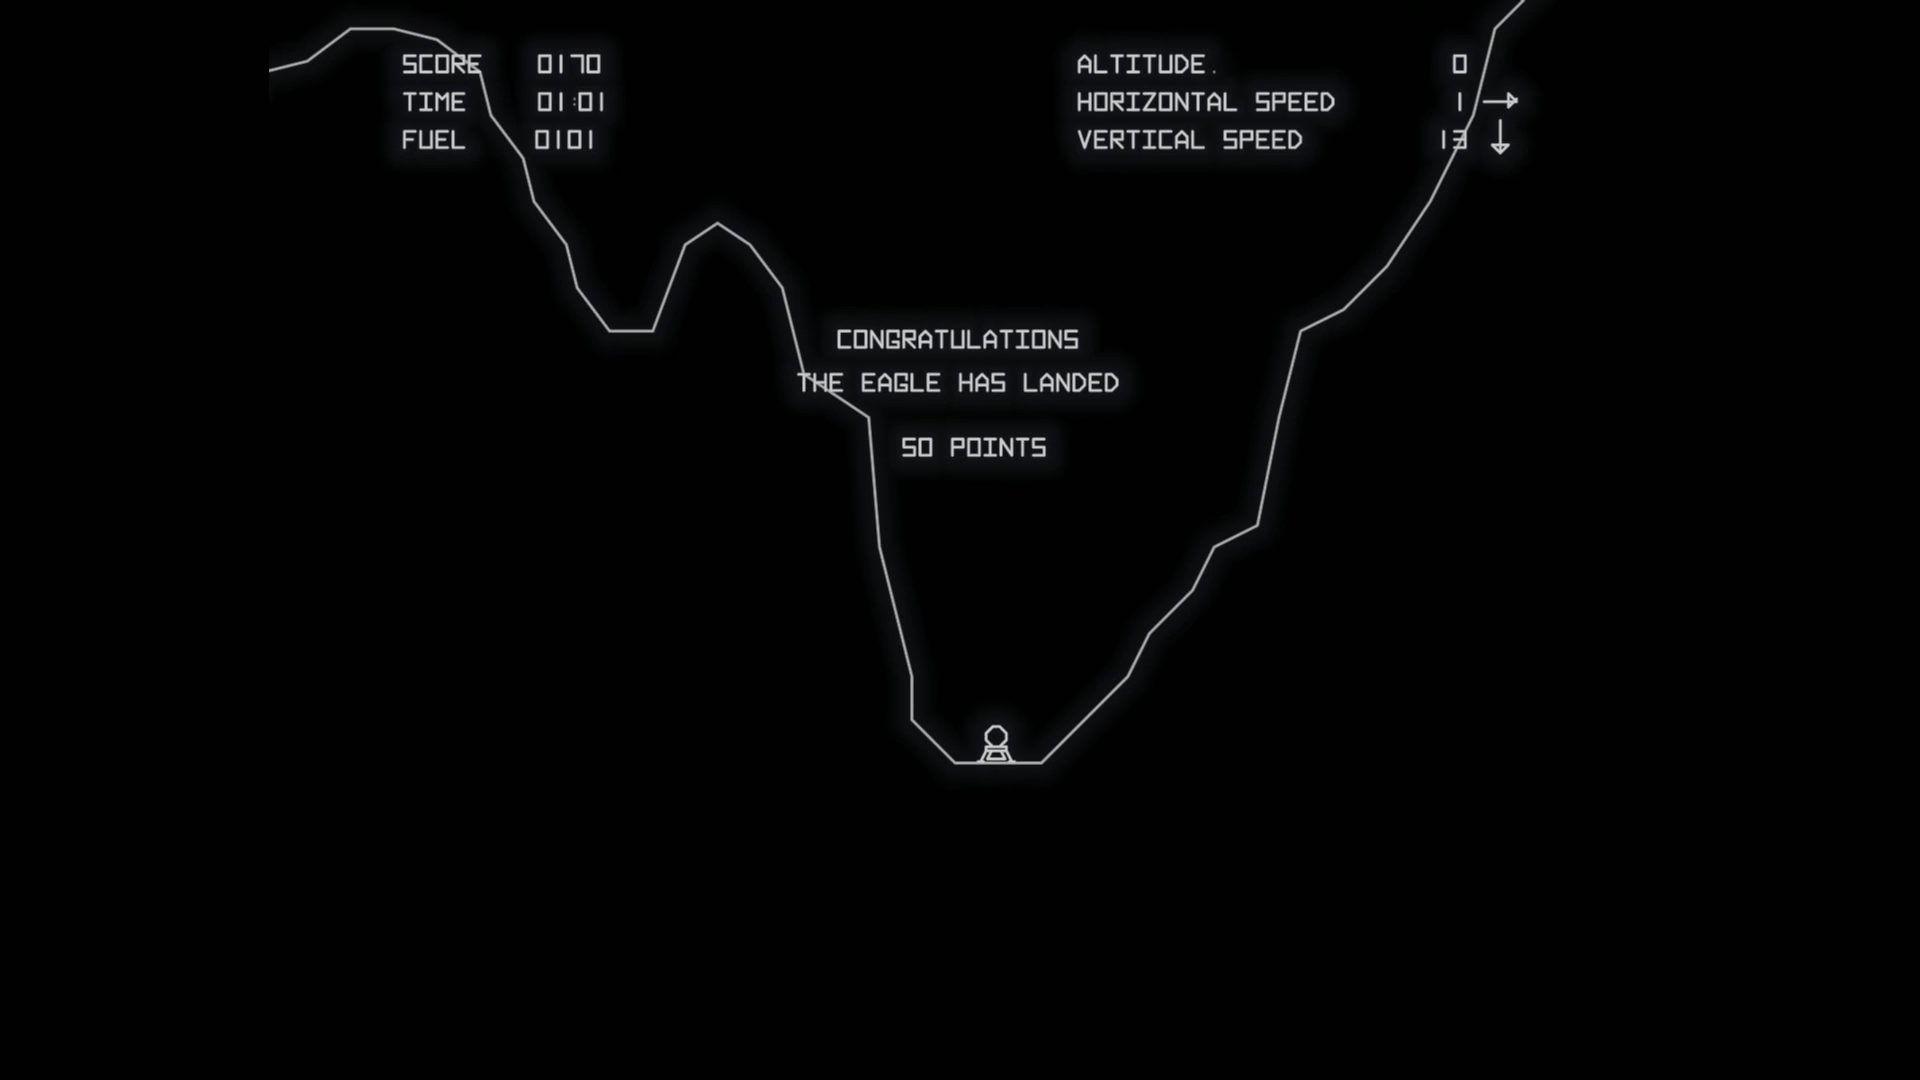 SCORE 0170
TIME 01:01
FUEL 0101
ALTITUDE 0
HORIZONTAL SPEED 1 →
VERTICAL SPEED 13 ↓
CONGRATULATIONS
THE EAGLE HAS LANDED
50 POINTS